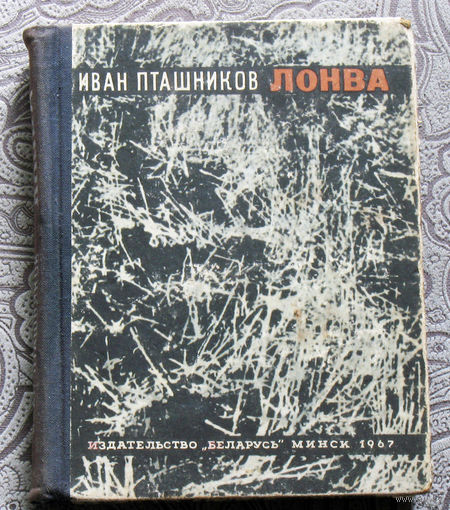 ИВАН ПТАШНИКОВ ЛОНВА
ИЗДАТЕЛЬСТВО „БЕЛАРУСЬ" МИНСК 1967